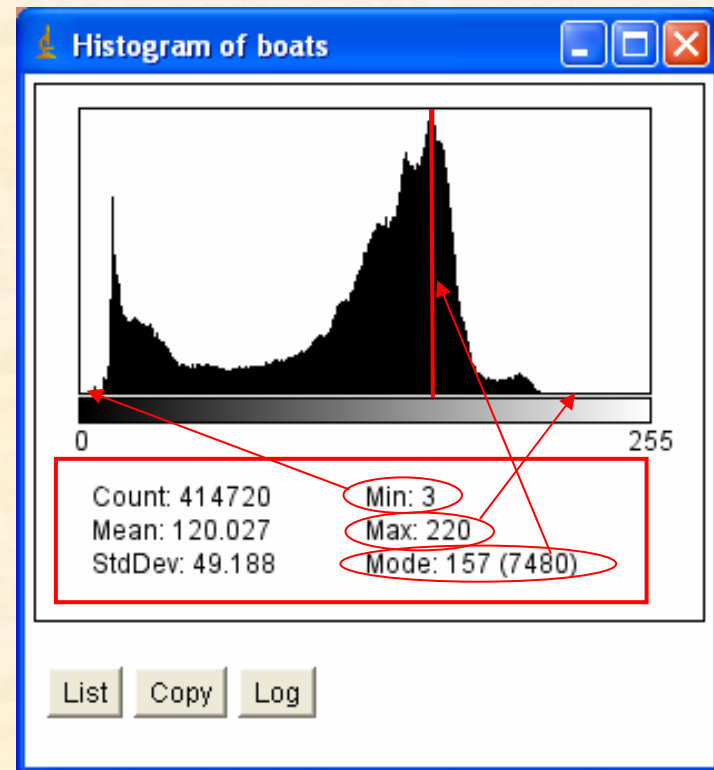 Histogram of boats
0 255
Count: 414720 Min: 3
Mean: 120.027 Max: 220
StdDev: 49.188 Mode: 157 (7480)
List Copy Log